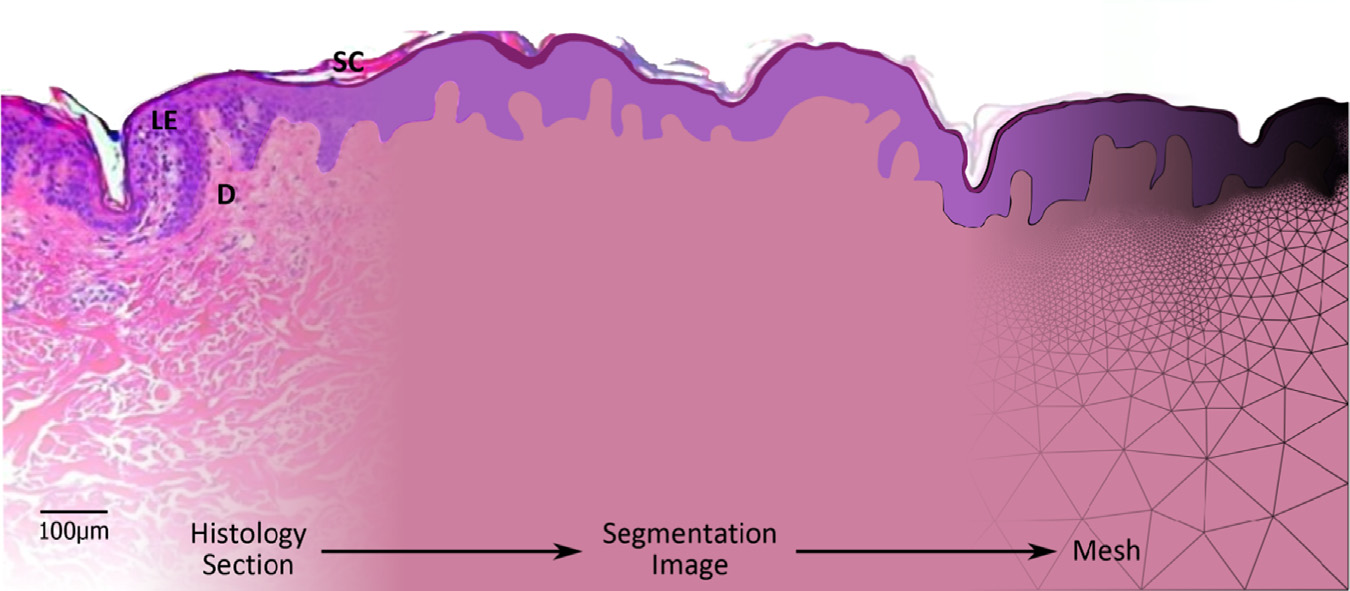 SC
LE
D
100µm
Histology
Section
Segmentation
Image
Mesh